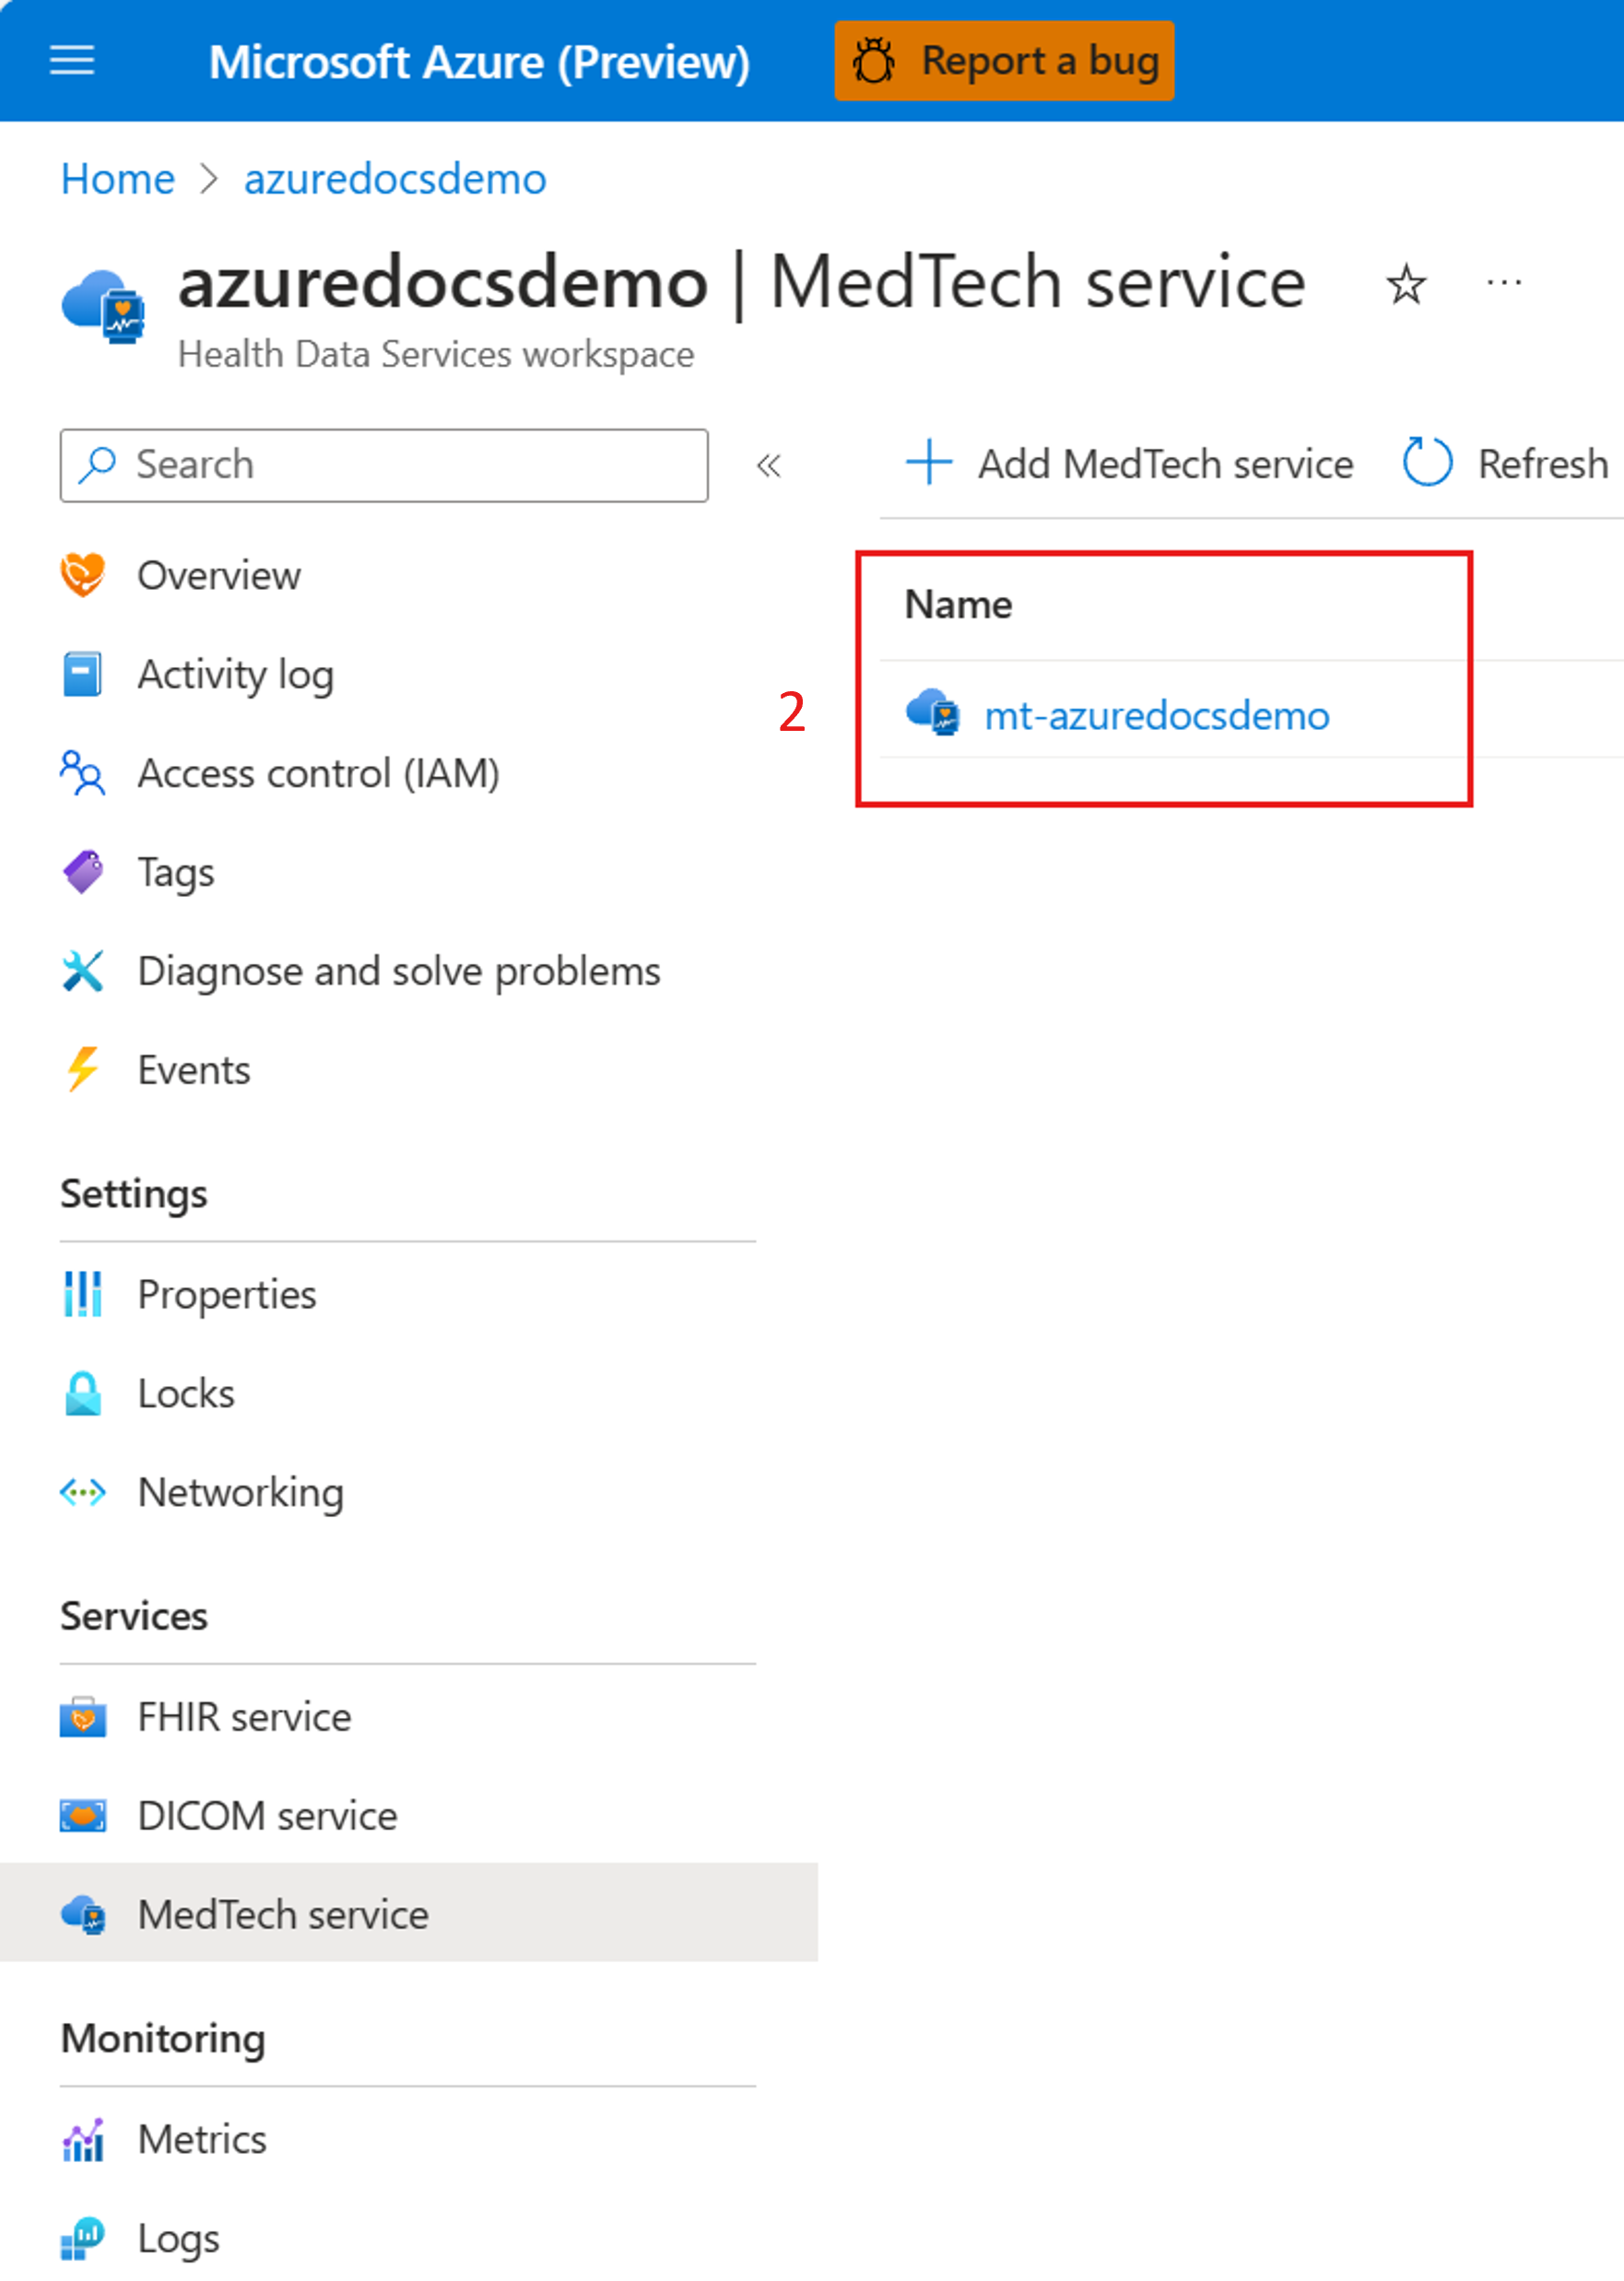 Microsoft Azure (Preview)
Report a bug
Home > azuredocsdemo
azuredocsdemo | MedTech service
Health Data Services workspace
Search
Add MedTech service
Refresh
Overview
Activity log
Access control (IAM)
Tags
Diagnose and solve problems
Events
Settings
Properties
Locks
Networking
Services
FHIR service
DICOM service
MedTech service
Monitoring
Metrics
Logs
Name
2
mt-azuredocsdemo